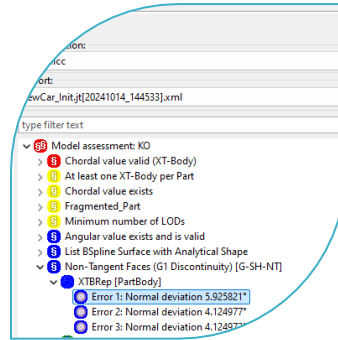 ion:
icc
ort:
ewCar_Init.jt[20241014_144533].xml
type filter text
§ Model assessment: KO
§ Chordal value valid (XT-Body)
§ At least one XT-Body per Part
§ Chordal value exists
§ Fragmented_Part
§ Minimum number of LODs
§ Angular value exists and is valid
§ List BSpline Surface with Analytical Shape
§ Non-Tangent Faces (G1 Discontinuity) [G-SH-NT]
XTBRep [PartBody]
Error 1: Normal deviation 5.925821°
Error 2: Normal deviation 4.124977°
Error 3: Normal deviation